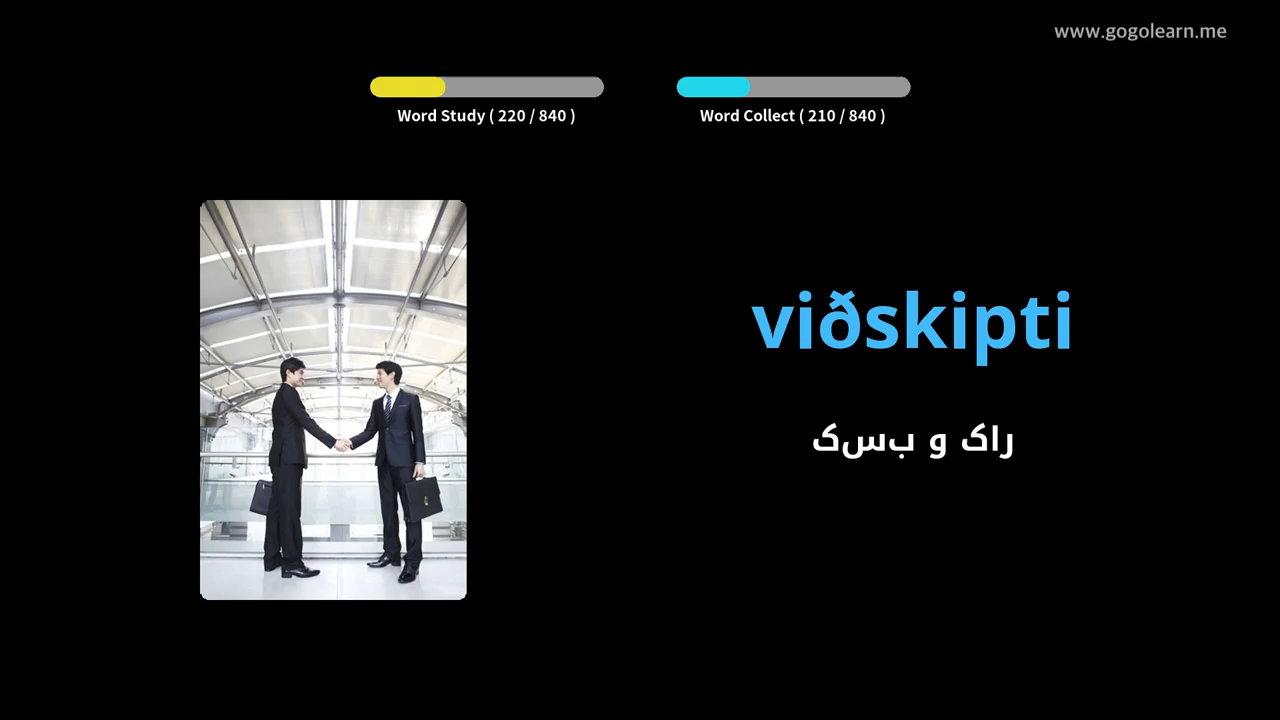 www.gogolearn.me
Word Study ( 220 / 840 )
Word Collect ( 210 / 840 )
viðskipti
راک و بسک